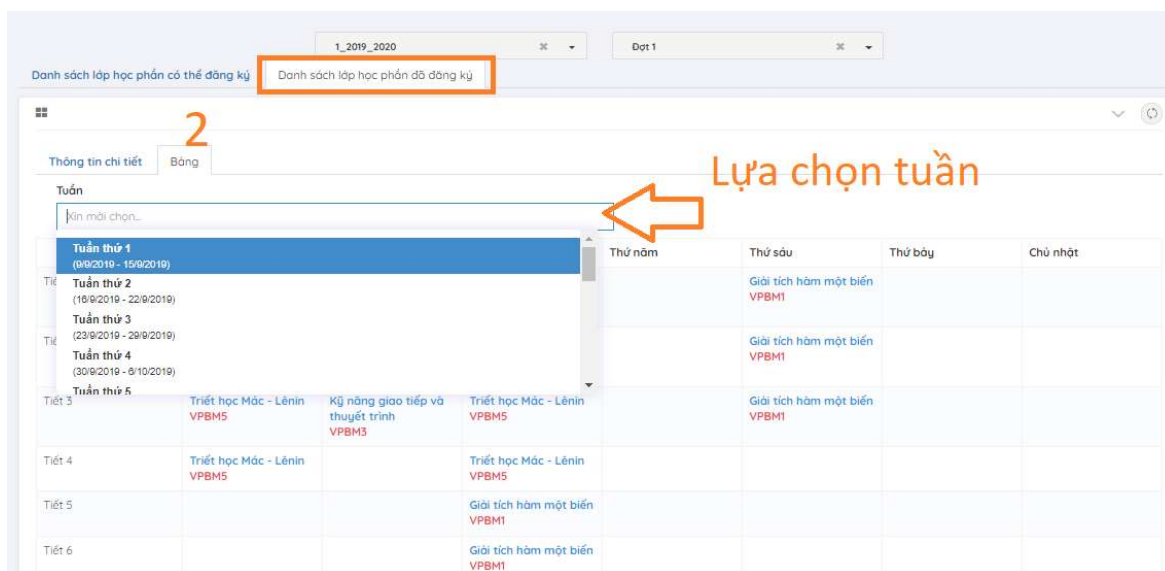 1_2019_2020
Đợt 1
Danh sách lớp học phần có thể đăng ký
Danh sách lớp học phần đã đăng ký
2
Thông tin chi tiết
Bảng
Lựa chọn tuần
Tuần
Xin mời chọn...
Tuần thứ 1
(9/9/2019 - 15/9/2019)
Tuần thứ 2
(16/9/2019 - 22/9/2019)
Tuần thứ 3
(23/9/2019 - 29/9/2019)
Tuần thứ 4
(30/9/2019 - 6/10/2019)
Tuần thứ 5
Thứ năm
Thứ sáu
Thứ bảy
Chủ nhật
Giải tích hàm một biến
VPBM1
Giải tích hàm một biến
VPBM1
Tiết 3
Triết học Mác - Lênin
VPBM5
Kỹ năng giao tiếp và
thuyết trình
VPBM3
Triết học Mác - Lênin
VPBM5
Giải tích hàm một biến
VPBM1
Tiết 4
Triết học Mác - Lênin
VPBM5
Triết học Mác - Lênin
VPBM5
Tiết 5
Giải tích hàm một biến
VPBM1
Tiết 6
Giải tích hàm một biến
VPBM1